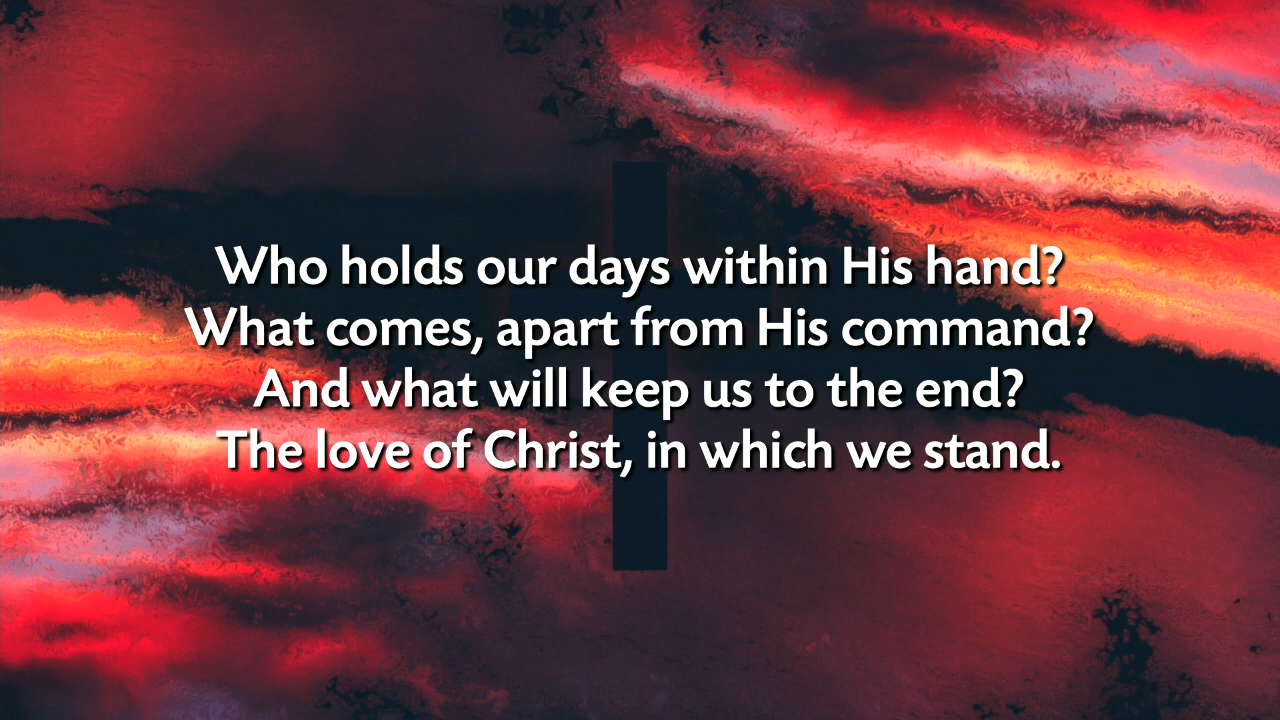 Who holds our days within His hand?
What comes, apart from His command?
And what will keep us to the end?
The love of Christ, in which we stand.